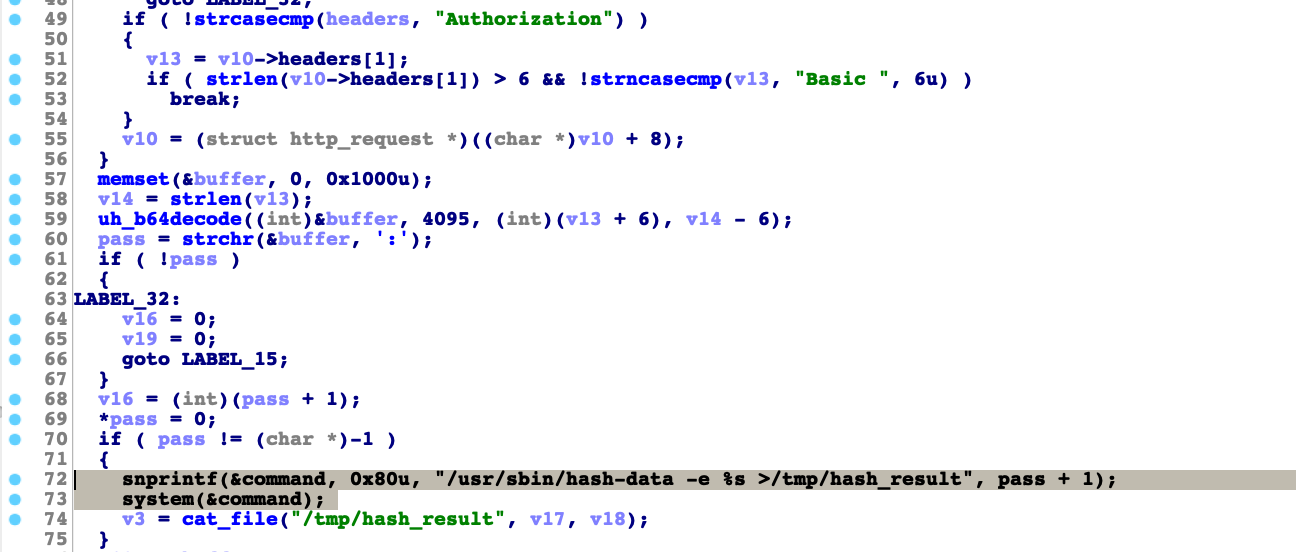 48 goto LABEL_32;
49 if ( !strcasecmp(headers, "Authorization") )
50 {
51 v13 = v10->headers[1];
52 if ( strlen(v10->headers[1]) > 6 && !strncasecmp(v13, "Basic ", 6u) )
53 break;
54 }
55 v10 = (struct http_request *)((char *)v10 + 8);
56 }
57 memset(&buffer, 0, 0x1000u);
58 v14 = strlen(v13);
59 uh_b64decode((int)&buffer, 4095, (int)(v13 + 6), v14 - 6);
60 pass = strchr(&buffer, ':');
61 if ( !pass )
62 {
63 LABEL_32:
64 v16 = 0;
65 v19 = 0;
66 goto LABEL_15;
67 }
68 v16 = (int)(pass + 1);
69 *pass = 0;
70 if ( pass != (char *)-1 )
71 {
72 snprintf(&command, 0x80u, "/usr/sbin/hash-data -e %s >/tmp/hash_result", pass + 1);
73 system(&command);
74 v3 = cat_file("/tmp/hash_result", v17, v18);
75 }